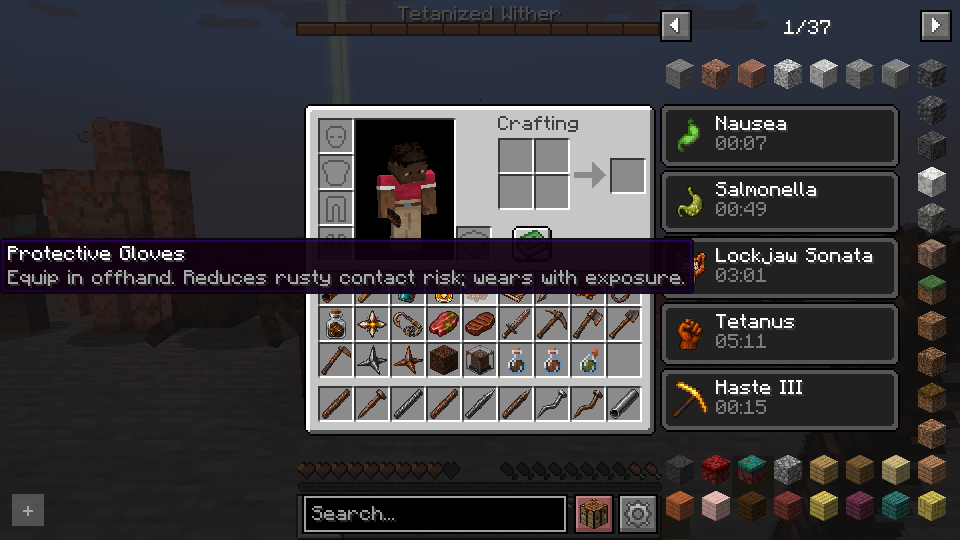 Tetanized Wither
1/37
Crafting
Nausea
00:07
Salmonella
00:49
Protective Gloves
Equip in offhand. Reduces rusty contact risk; wears with exposure.
Lockjaw Sonata
03:01
Tetanus
05:11
Haste III
00:15
Search...